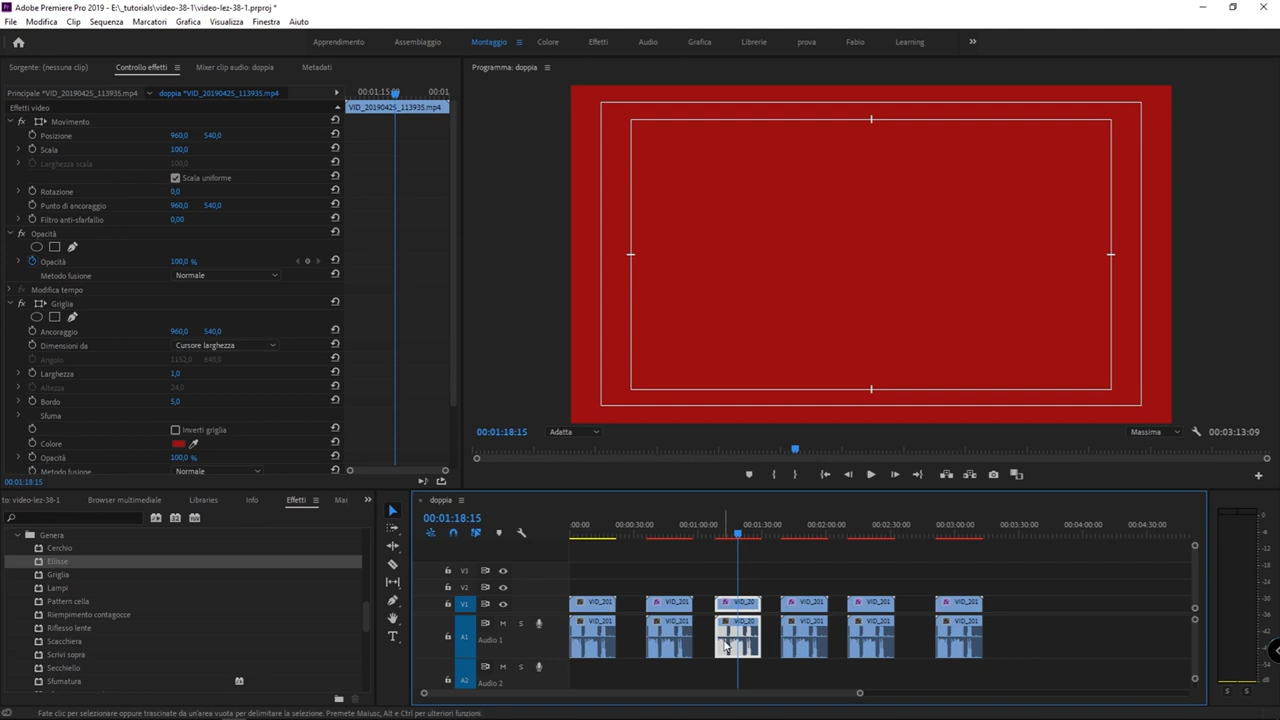 Adobe Premiere Pro 2019 - E:\_tutorials\video-38-1\video-lez-38-1.prproj *
File Modifica Clip Sequenza Marcatori Grafica Visualizza Finestra Aiuto
Apprendimento Assemblaggio Montaggio Colore Effetti Audio Grafica Librerie prova Fabio Learning
Sorgente: (nessuna clip) Controllo effetti Mixer clip audio: doppia Metadati
Programma: doppia
Principale *VID_20190425_113935.mp4 doppia *VID_20190425_113935.mp4
00:01
Effetti video
VID_20190425_113935.mp4
Movimento
Posizione 960,0 540,0
Scala 100,0
Larghezza scala 100,0
Scala uniforme
Rotazione 0,0
Punto di ancoraggio 960,0 540,0
Filtro anti-sfarfallio 0,00
Opacità
Opacità 100,0 %
Metodo fusione Normale
Modifica tempo
Griglia
Ancoraggio 960,0 540,0
Dimensioni da Cursore larghezza
Angolo 1152,0 648,0
Larghezza 1,0
Altezza 24,0
Bordo 5,0
Sfuma
Inverti griglia
Colore
Opacità 100,0 %
Metodo fusione Normale
00:01:18:15
00:01:18:15 Adatta Massima 00:03:13:09
to: video-lez-38-1 Browser multimediale Libraries Info Effetti Mai
Genera
Cerchio
Ellisse
Griglia
Lampi
Pattern cella
Riempimento contagocce
Riflesso lente
Scacchiera
Scrivi sopra
Secchiello
Sfumatura
doppia
00:01:18:15
:00:00 00:00:30:00 00:01:00:00 00:01:30:00 00:02:00:00 00:02:30:00 00:03:00:00 00:03:30:00 00:04:00:00 00:04:30:00
V3
V2
V1 VID_201 VID_201 VID_20 VID_201 VID_201 VID_201
VID_201 VID_201 VID_20 VID_201 VID_201 VID_201
M S
A1 Audio 1
M S
A2 Audio 2
S S
Fate clic per selezionare oppure trascinate da un'area vuota per delimitare la selezione. Premete Maiusc, Alt e Ctrl per ulteriori funzioni.